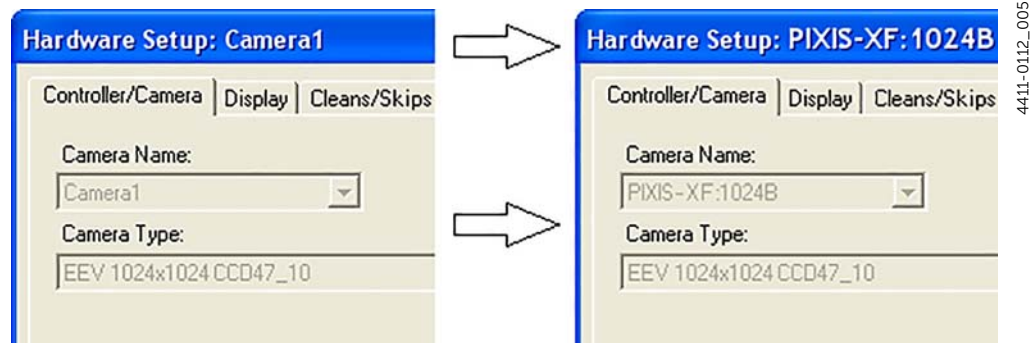 Hardware Setup: Camera1
Controller/Camera Display Cleans/Skips
Camera Name:
Camera1
Camera Type:
EEV 1024x1024 CCD47_10
Hardware Setup: PIXIS-XF:1024B
Controller/Camera Display Cleans/Skips
Camera Name:
PIXIS-XF:1024B
Camera Type:
EEV 1024x1024 CCD47_10
4411-0112_005